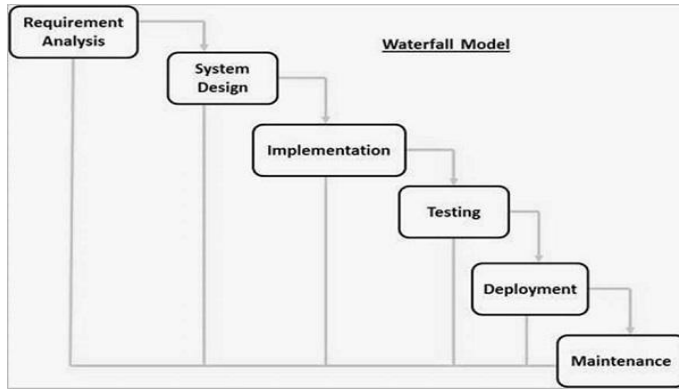 Requirement
Analysis
Waterfall Model
System
Design
Implementation
Testing
Deployment
Maintenance